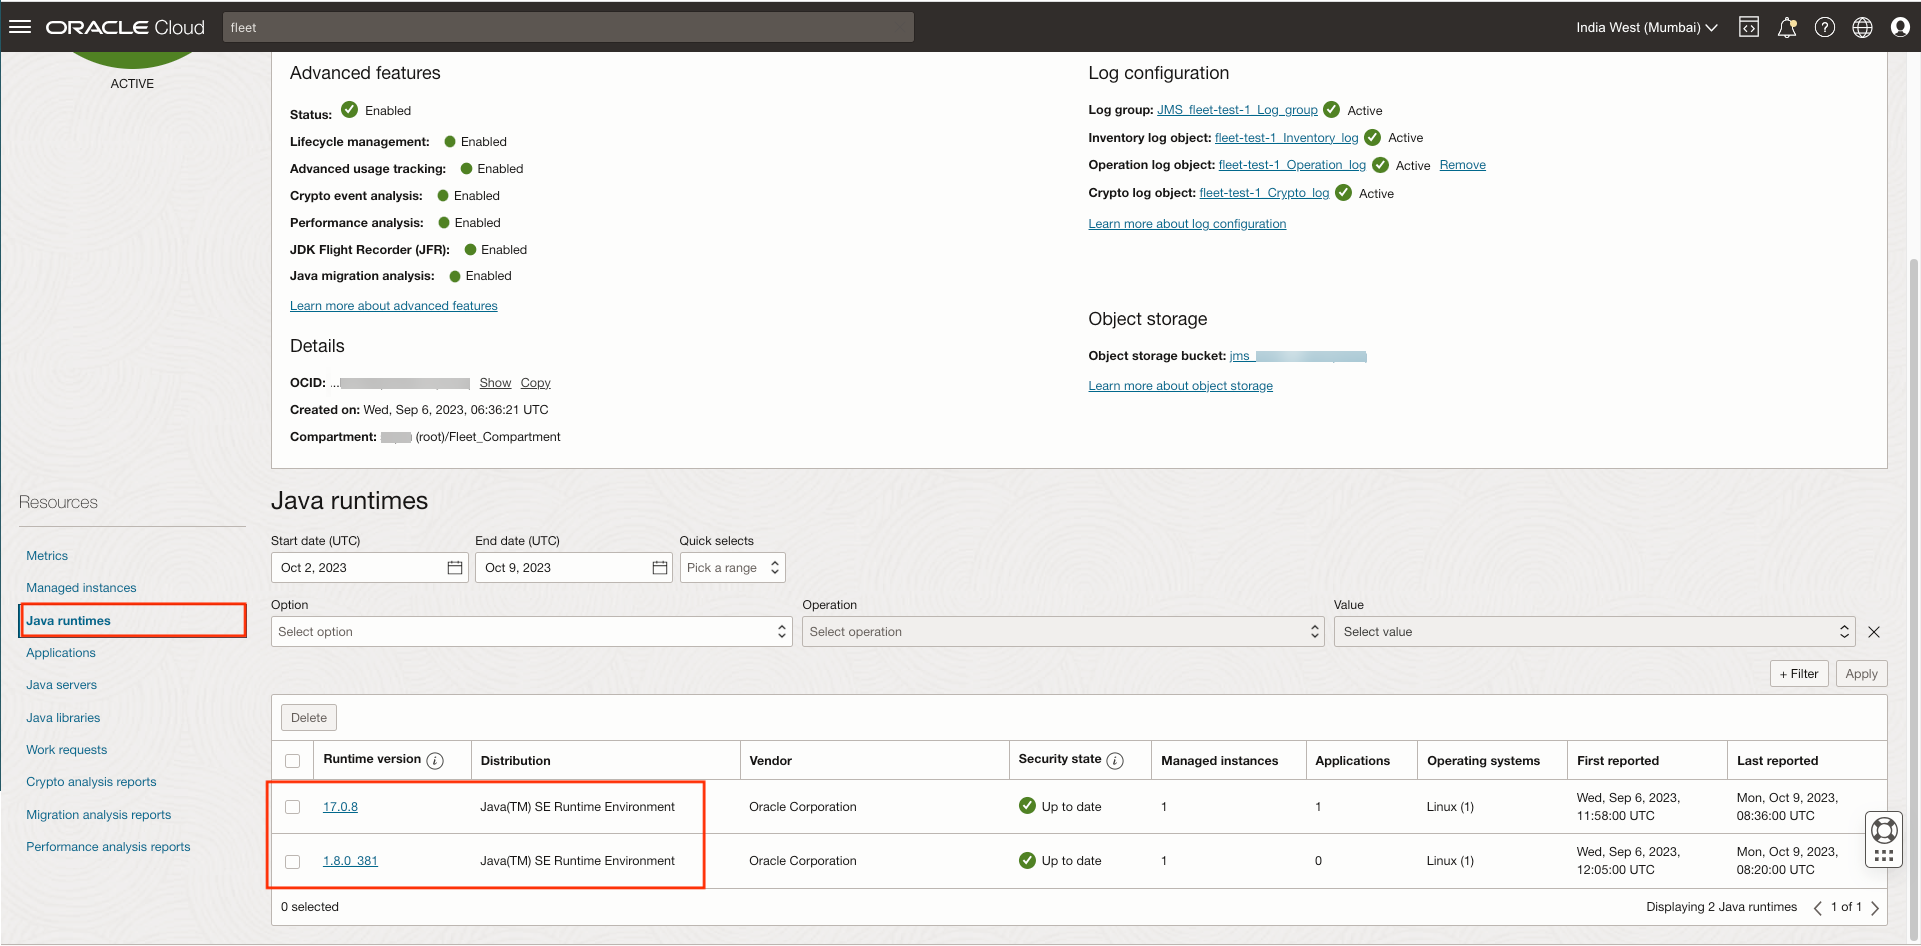 ORACLE Cloud
fleet
India West (Mumbai)
ACTIVE
Advanced features
Status: Enabled
Lifecycle management: Enabled
Advanced usage tracking: Enabled
Crypto event analysis: Enabled
Performance analysis: Enabled
JDK Flight Recorder (JFR): Enabled
Java migration analysis: Enabled
Learn more about advanced features
Details
OCID: ... Show Copy
Created on: Wed, Sep 6, 2023, 06:36:21 UTC
Compartment: (root)/Fleet_Compartment
Log configuration
Log group: JMS_fleet-test-1_Log_group Active
Inventory log object: fleet-test-1_Inventory_log Active
Operation log object: fleet-test-1_Operation_log Active Remove
Crypto log object: fleet-test-1_Crypto_log Active
Learn more about log configuration
Object storage
Object storage bucket: jms_
Learn more about object storage
Resources
Metrics
Managed instances
Java runtimes
Applications
Java servers
Java libraries
Work requests
Crypto analysis reports
Migration analysis reports
Performance analysis reports
Java runtimes
Start date (UTC) End date (UTC) Quick selects
Oct 2, 2023 Oct 9, 2023 Pick a range
Option Operation Value
Select option Select operation Select value
+ Filter Apply
Delete
Runtime version Distribution Vendor Security state Managed instances Applications Operating systems First reported Last reported
17.0.8 Java(TM) SE Runtime Environment Oracle Corporation Up to date 1 1 Linux (1) Wed, Sep 6, 2023, Mon, Oct 9, 2023,
11:58:00 UTC 08:36:00 UTC
1.8.0_381 Java(TM) SE Runtime Environment Oracle Corporation Up to date 1 0 Linux (1) Wed, Sep 6, 2023, Mon, Oct 9, 2023,
12:05:00 UTC 08:20:00 UTC
0 selected Displaying 2 Java runtimes 1 of 1